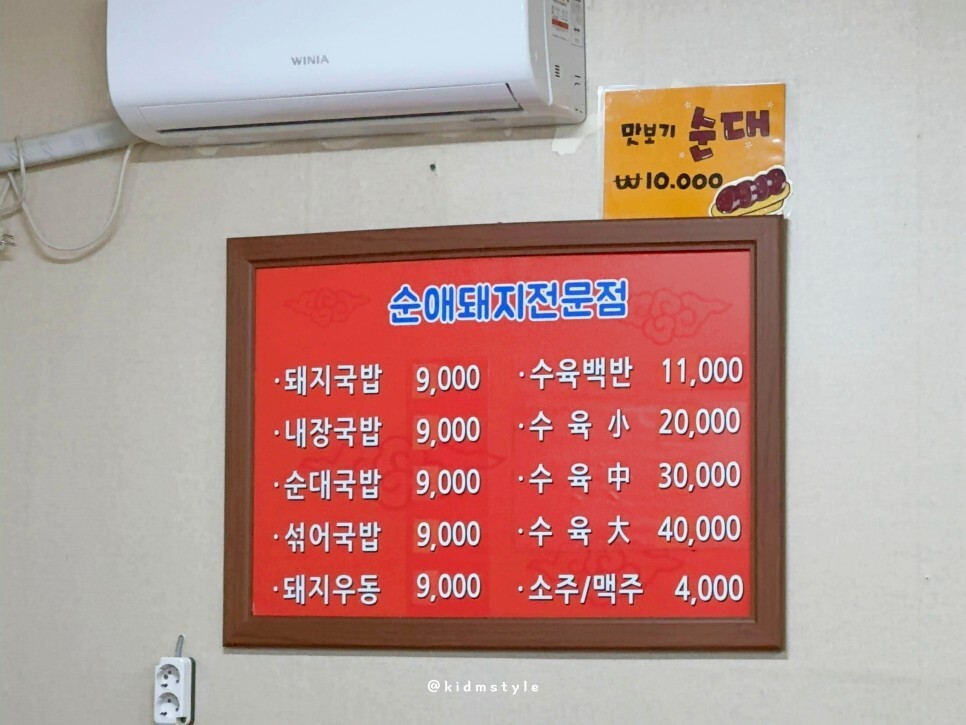 WINIA
맛보기 순대
₩10.000
순애돼지전문점
·돼지국밥 9,000
·내장국밥 9,000
·순대국밥 9,000
·섞어국밥 9,000
·돼지우동 9,000
·수육백반 11,000
·수 육 小 20,000
·수 육 中 30,000
·수 육 大 40,000
·소주/맥주 4,000
@kidmstyle